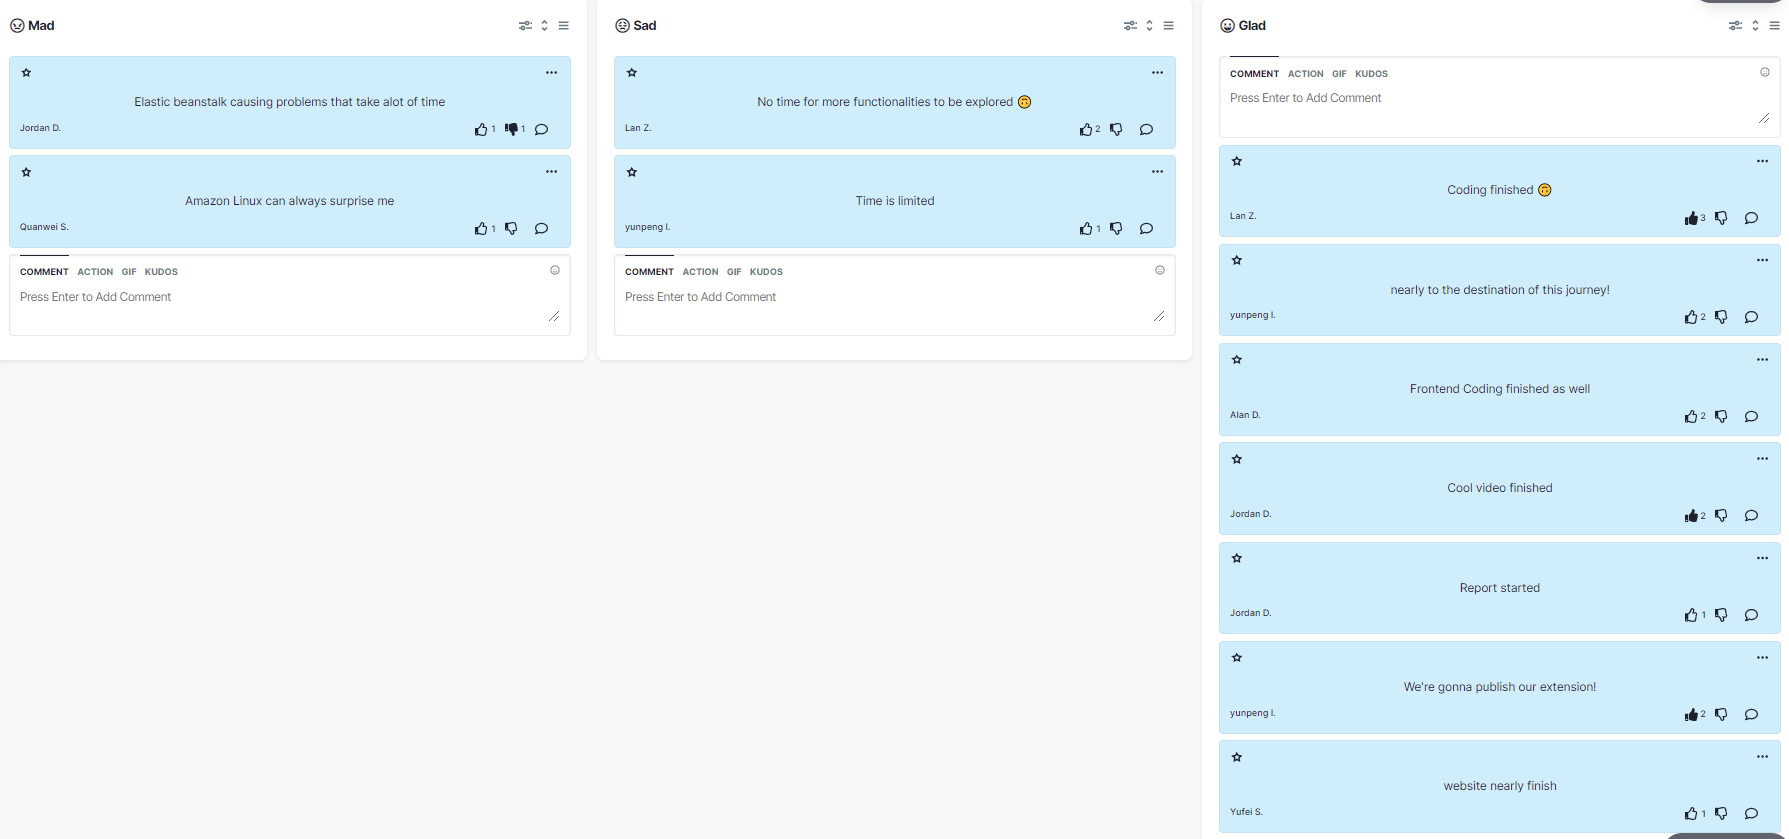 Mad
Elastic beanstalk causing problems that take alot of time
Jordan D.
1 1
Amazon Linux can always surprise me
Quanwei S.
1
COMMENT ACTION GIF KUDOS
Press Enter to Add Comment
Sad
No time for more functionalities to be explored 🙃
Lan Z.
2
Time is limited
yunpeng l.
1
COMMENT ACTION GIF KUDOS
Press Enter to Add Comment
Glad
COMMENT ACTION GIF KUDOS
Press Enter to Add Comment
Coding finished 🙃
Lan Z.
3
nearly to the destination of this journey!
yunpeng l.
2
Frontend Coding finished as well
Alan D.
2
Cool video finished
Jordan D.
2
Report started
Jordan D.
1
We're gonna publish our extension!
yunpeng l.
2
website nearly finish
Yufei S.
1